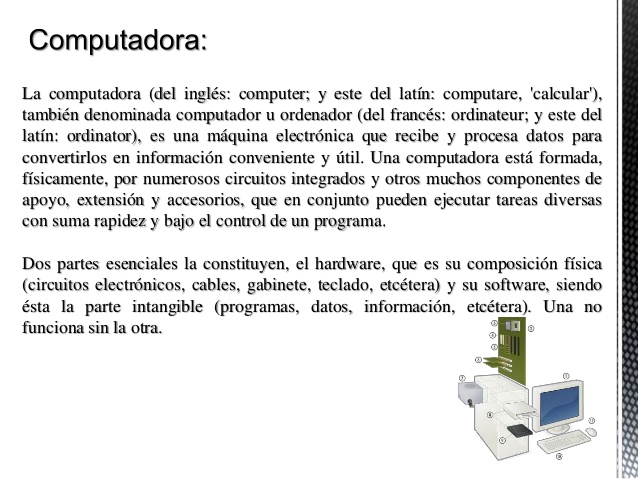 Computadora:
La computadora (del inglés: computer; y este del latín: computare, 'calcular'),
también denominada computador u ordenador (del francés: ordinateur; y este del
latín: ordinator), es una máquina electrónica que recibe y procesa datos para
convertirlos en información conveniente y útil. Una computadora está formada,
físicamente, por numerosos circuitos integrados y otros muchos componentes de
apoyo, extensión y accesorios, que en conjunto pueden ejecutar tareas diversas
con suma rapidez y bajo el control de un programa.
Dos partes esenciales la constituyen, el hardware, que es su composición física
(circuitos electrónicos, cables, gabinete, teclado, etcétera) y su software, siendo
ésta la parte intangible (programas, datos, información, etcétera). Una no
funciona sin la otra.